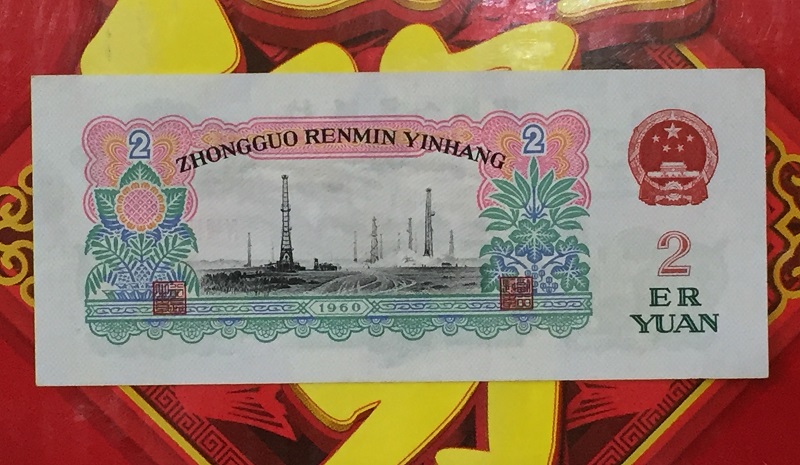 2
ZHONGGUO RENMIN YINHANG
2
1960
2
ER
YUAN